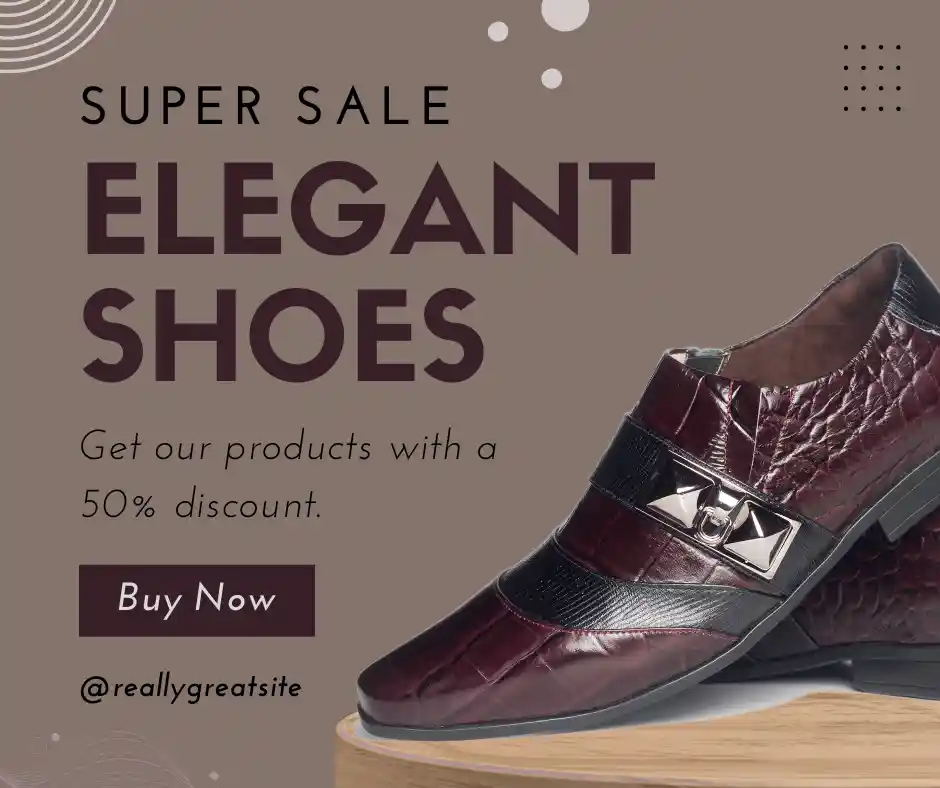 SUPER SALE
ELEGANT
SHOES
Get our products with a
50% discount.
Buy Now
@reallygreatsite